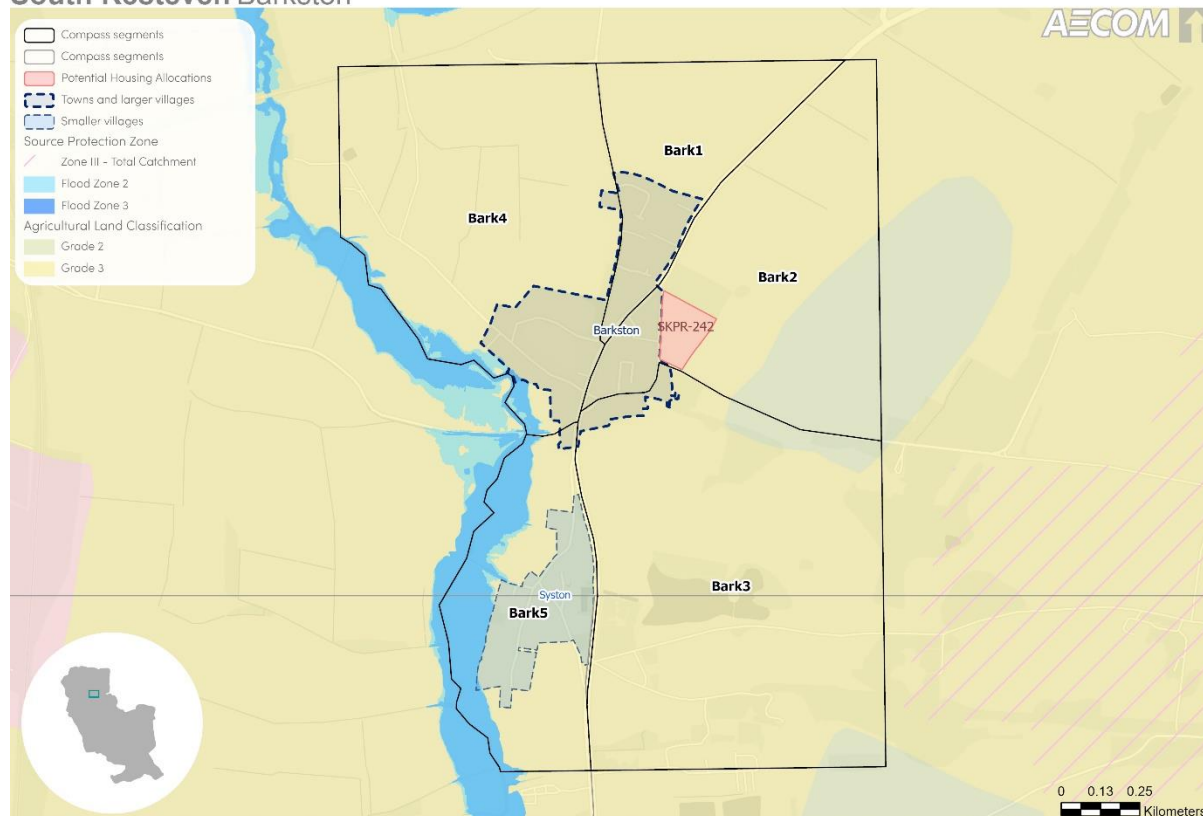 South Kesteven Barkston
AECOM
Compass segments
Compass segments
Potential Housing Allocations
Towns and larger villages
Smaller villages
Source Protection Zone
Zone III - Total Catchment
Flood Zone 2
Flood Zone 3
Agricultural Land Classification
Grade 2
Grade 3
Bark1
Bark4
Bark2
Barkston
SKPR-242
Bark3
Syston
Bark5
0 0.13 0.25
Kilometers